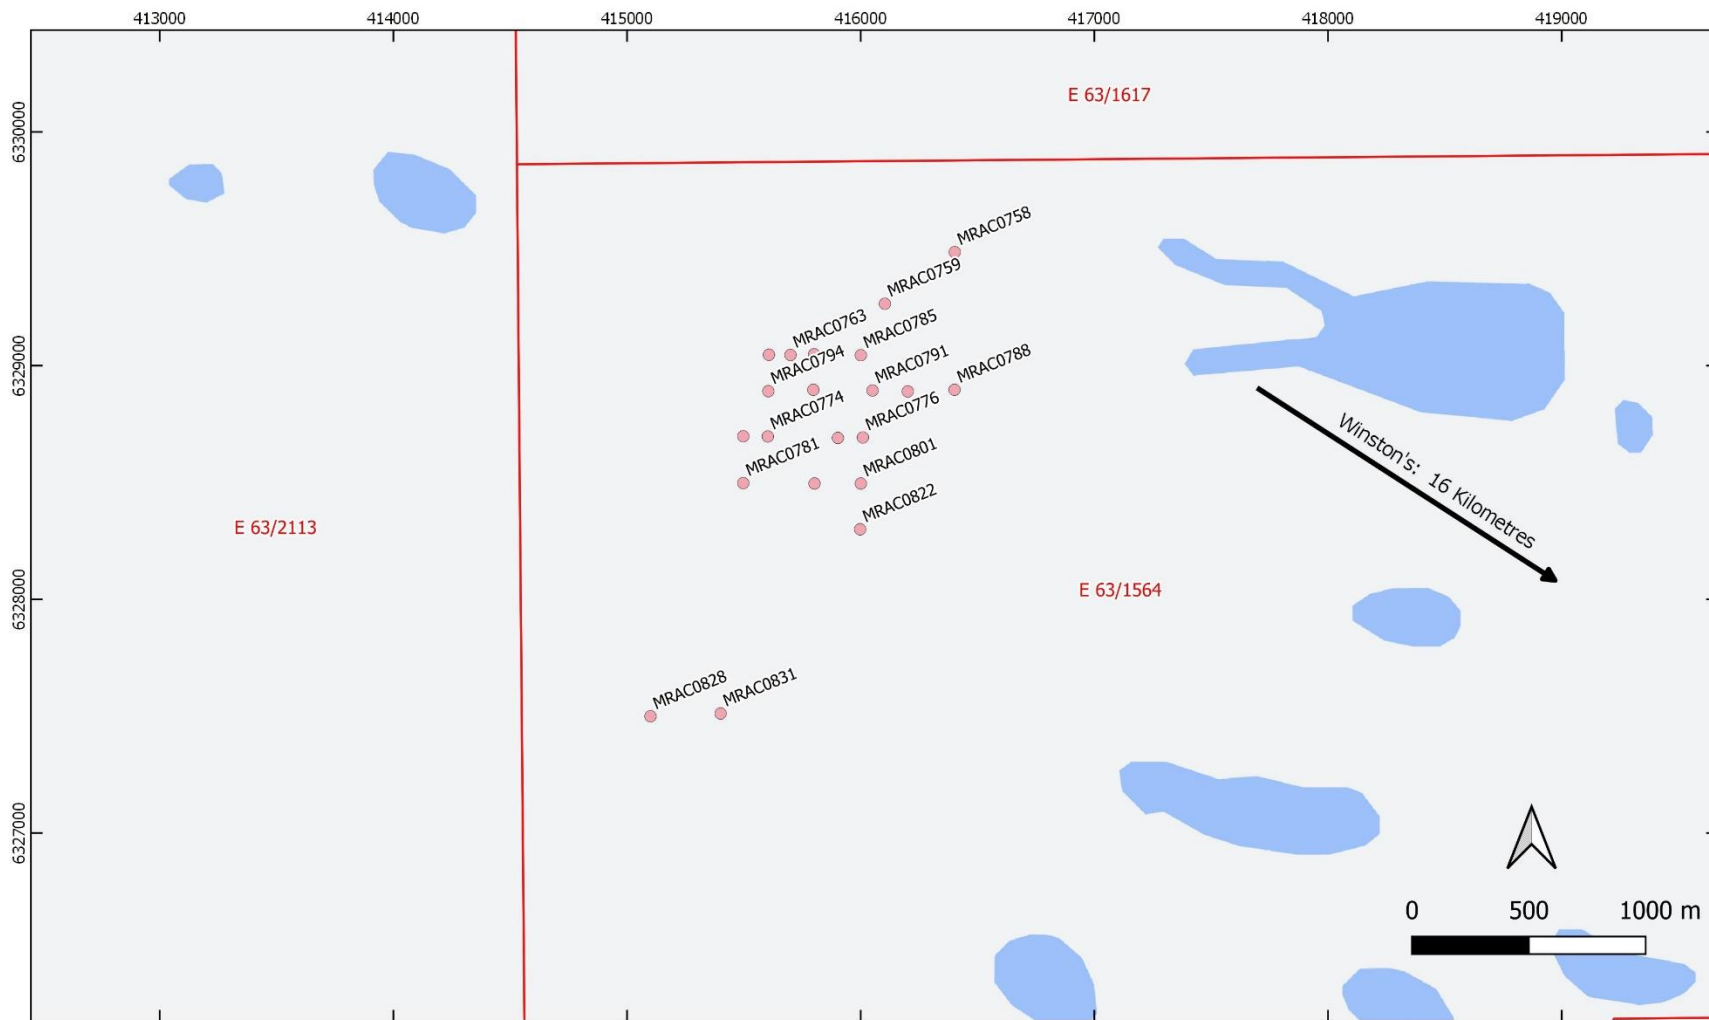 413000
414000
415000
416000
417000
418000
419000
6330000
6329000
6328000
6327000
E 63/1617
MRAC0758
MRAC0759
MRAC0763
MRAC0785
MRAC0794
MRAC0791
MRAC0788
MRAC0774
MRAC0776
MRAC0781
MRAC0801
MRAC0822
Winston's: 16 Kilometres
E 63/2113
E 63/1564
MRAC0828
MRAC0831
0 500 1000 m